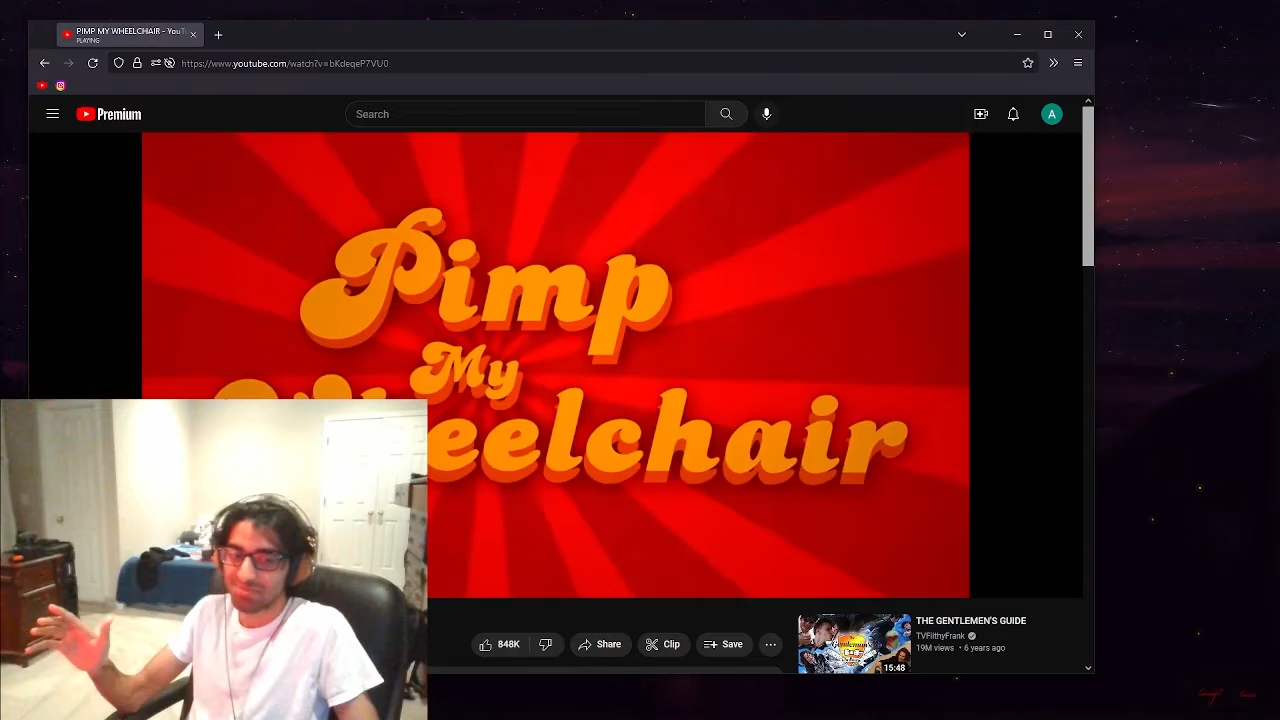 PIMP MY WHEELCHAIR - YouTu
PLAYING
https://www.youtube.com/watch?v=bKdeqeP7VU0
Premium
Search
A
Pimp
My
eelchair
848K
Share
Clip
Save
THE GENTLEMEN'S GUIDE
TVFilthyFrank
19M views • 6 years ago
15:48